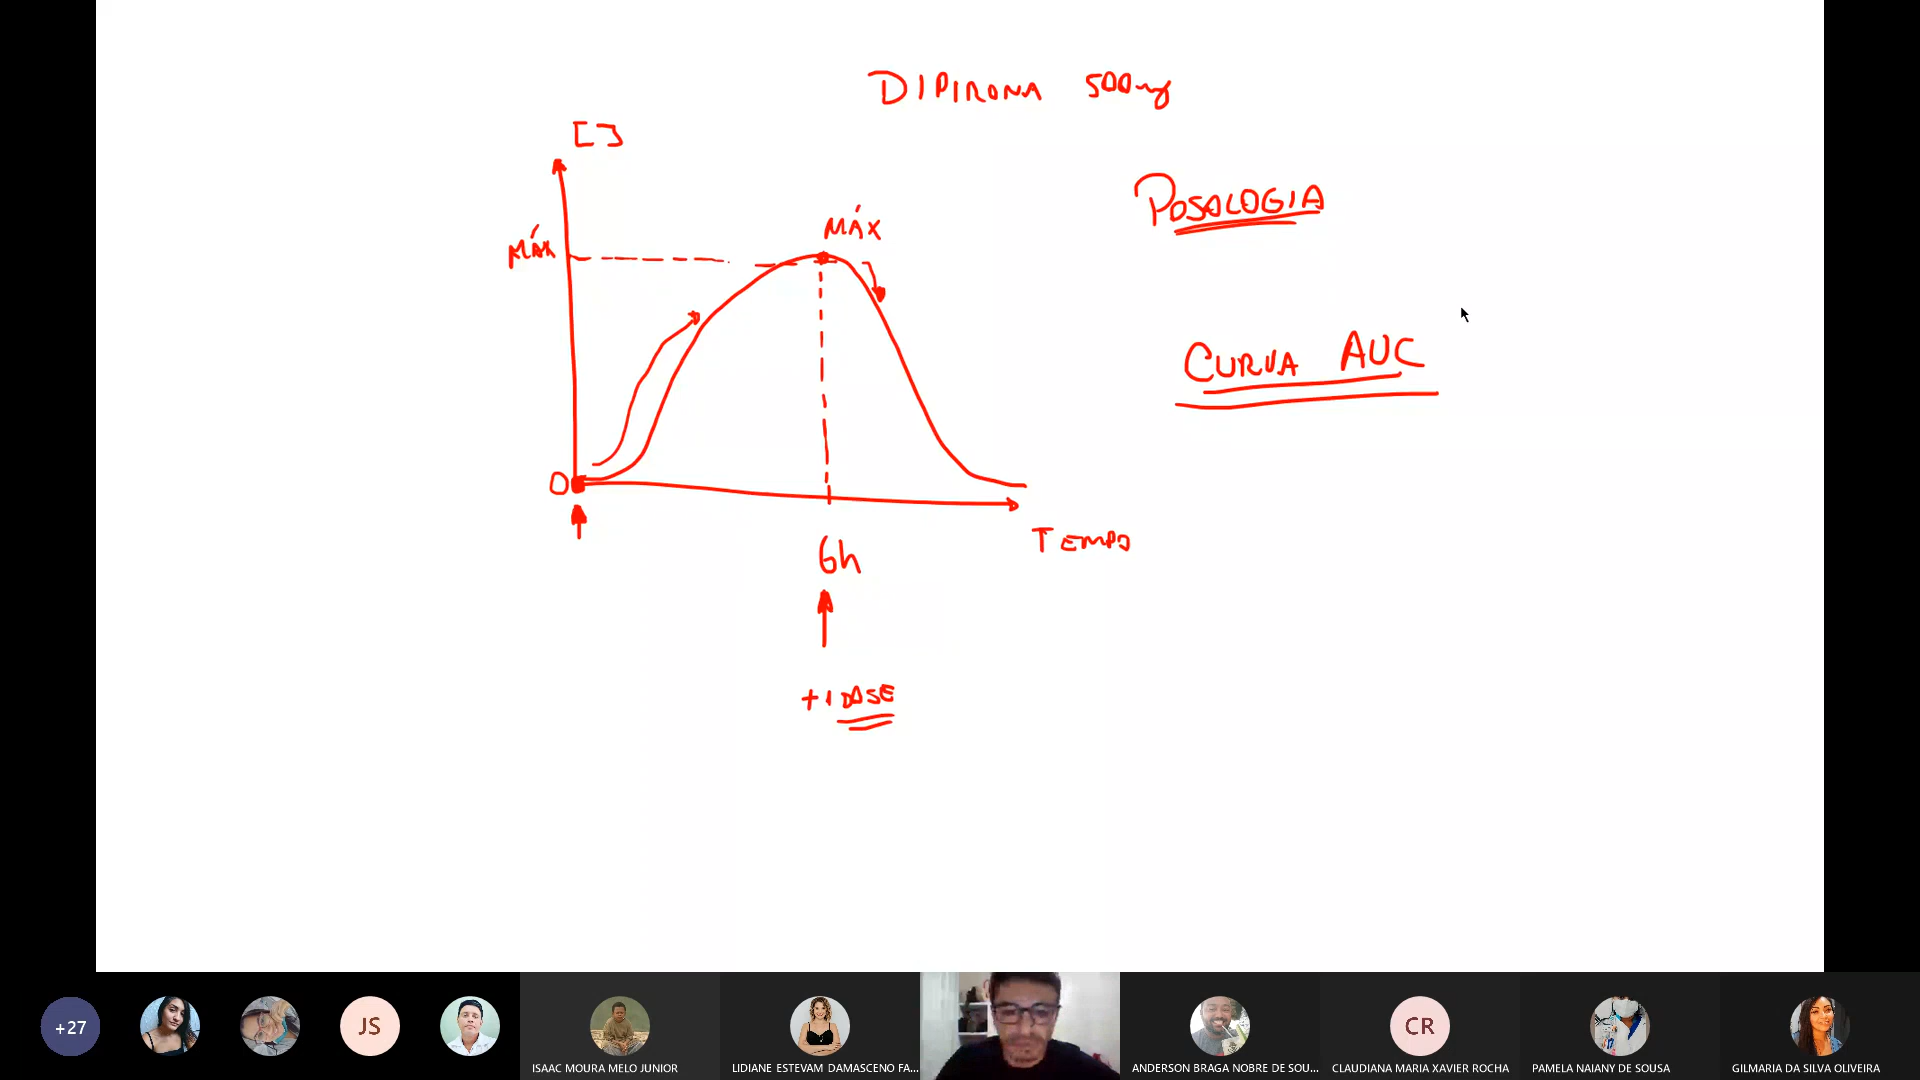 DIPIRONA 500mg
[ ]
POSOLOGIA
MÁX
MÁX
CURVA AUC
0
TEMPO
6h
+1 DOSE
+27
JS
CR
ISAAC MOURA MELO JUNIOR
LIDIANE ESTEVAM DAMASCENO FA...
ANDERSON BRAGA NOBRE DE SOU...
CLAUDIANA MARIA XAVIER ROCHA
PAMELA NAIANY DE SOUSA
GILMARIA DA SILVA OLIVEIRA